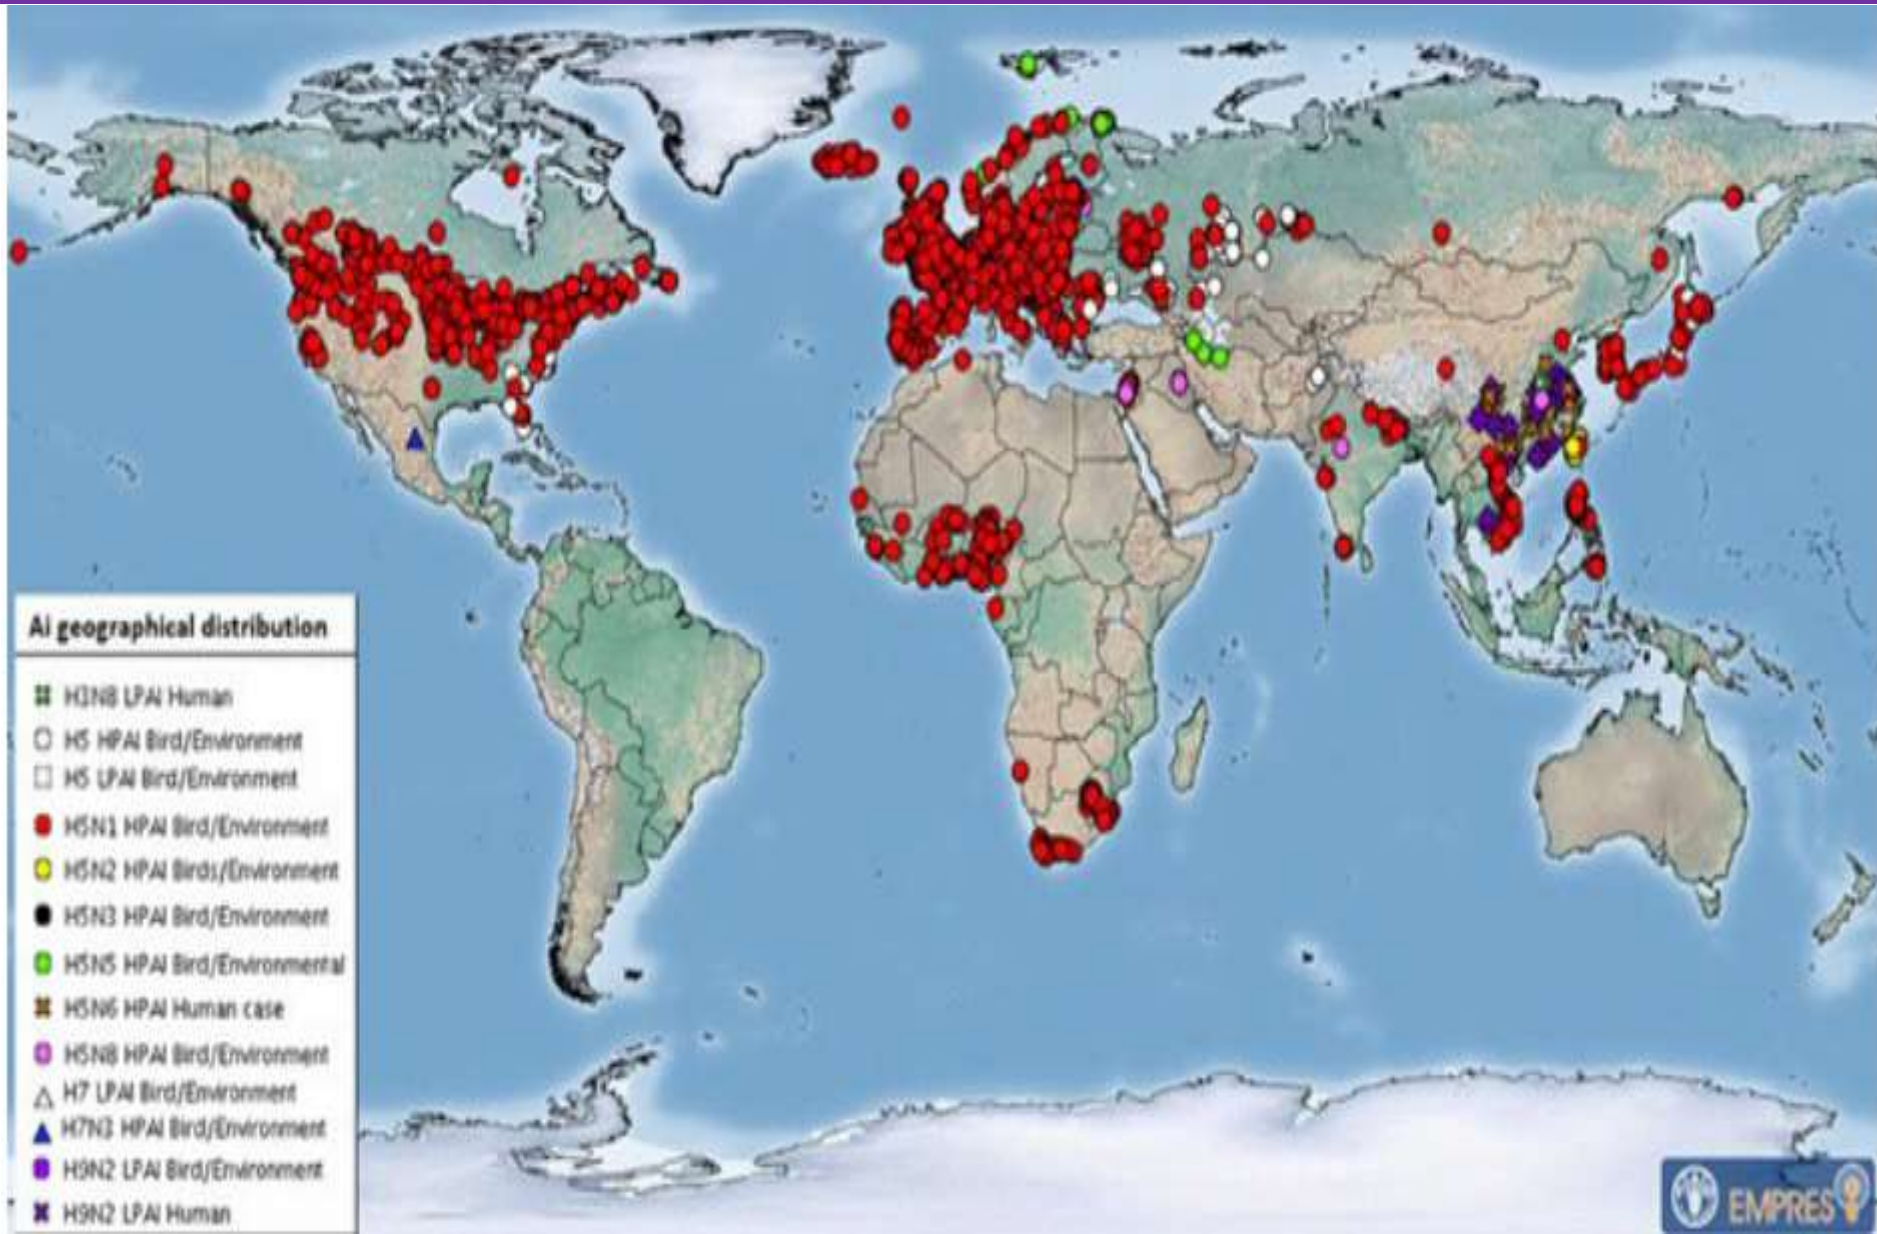 Ai geographical distribution
H3N8 LPAI Human
H5 HPAI Bird/Environment
H5 LPAI Bird/Environment
H5N1 HPAI Bird/Environment
H5N2 HPAI Birds/Environment
H5N3 HPAI Bird/Environment
H5N5 HPAI Bird/Environmental
H5N6 HPAI Human case
H5N8 HPAI Bird/Environment
H7 LPAI Bird/Environment
H7N3 HPAI Bird/Environment
H9N2 LPAI Bird/Environment
H9N2 LPAI Human
EMPRES